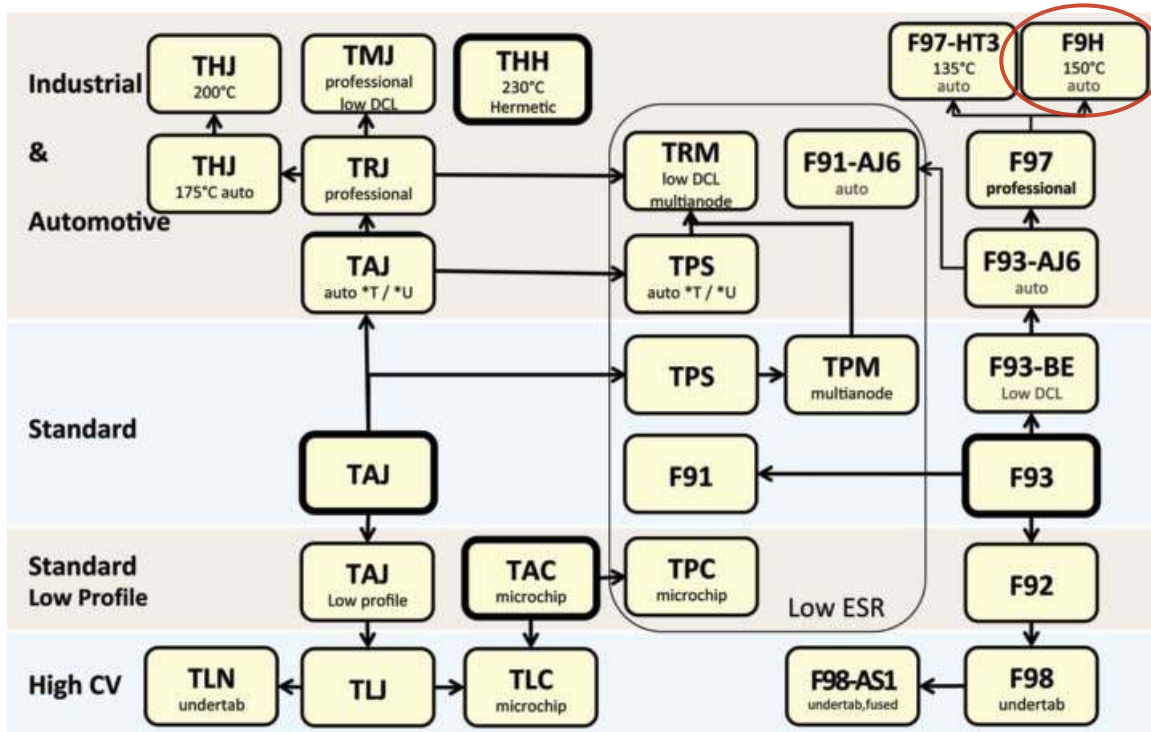 Industrial
&
Automotive
THJ
200°C
TMJ
professional
low DCL
THH
230°C
Hermetic
F97-HT3
135°C
auto
F9H
150°C
auto
THJ
175°C auto
TRJ
professional
TRM
low DCL
multianode
F91-AJ6
auto
F97
professional
TAJ
auto *T / *U
TPS
auto *T / *U
F93-AJ6
auto
Standard
TPS
TPM
multianode
F93-BE
Low DCL
TAJ
F91
F93
Standard
Low Profile
TAJ
Low profile
TAC
microchip
TPC
microchip
Low ESR
F92
High CV
TLN
undertab
TLJ
TLC
microchip
F98-AS1
undertab,fused
F98
undertab